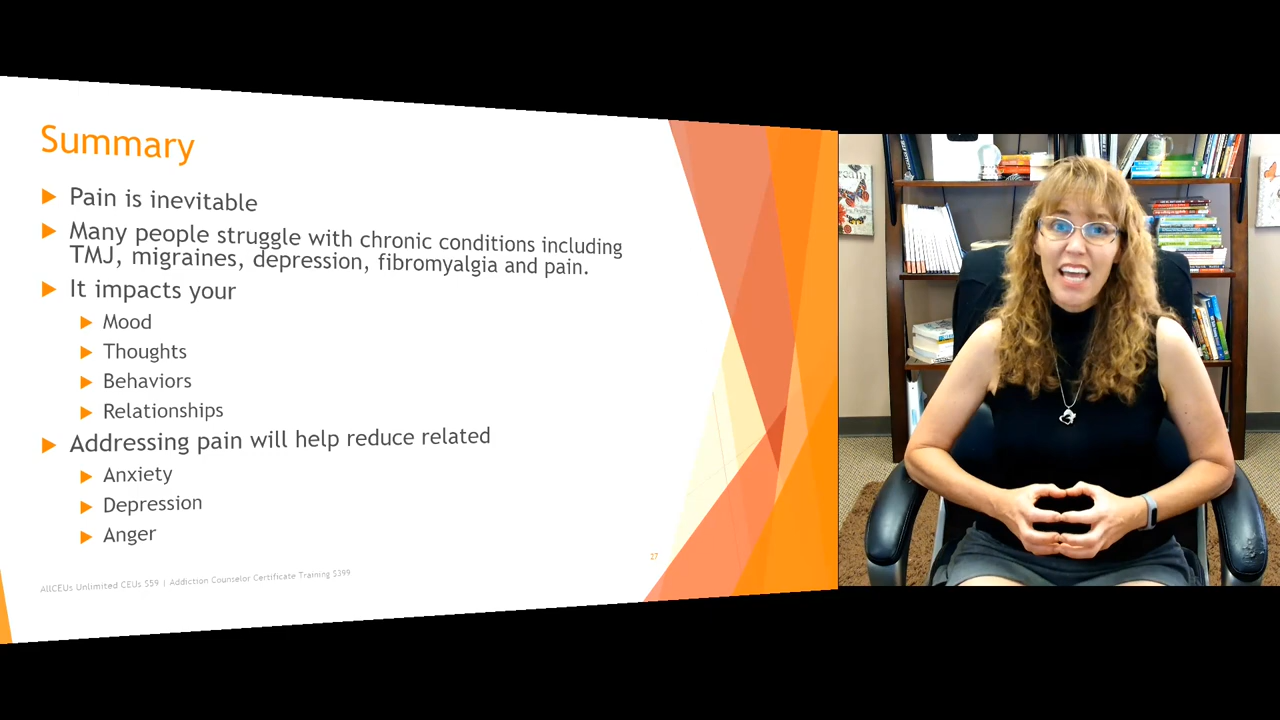 Summary
Pain is inevitable
Many people struggle with chronic conditions including
TMJ, migraines, depression, fibromyalgia and pain.
It impacts your
Mood
Thoughts
Behaviors
Relationships
Addressing pain will help reduce related
Anxiety
Depression
Anger
27
AllCEUs Unlimited CEUs $59 | Addiction Counselor Certificate Training $399